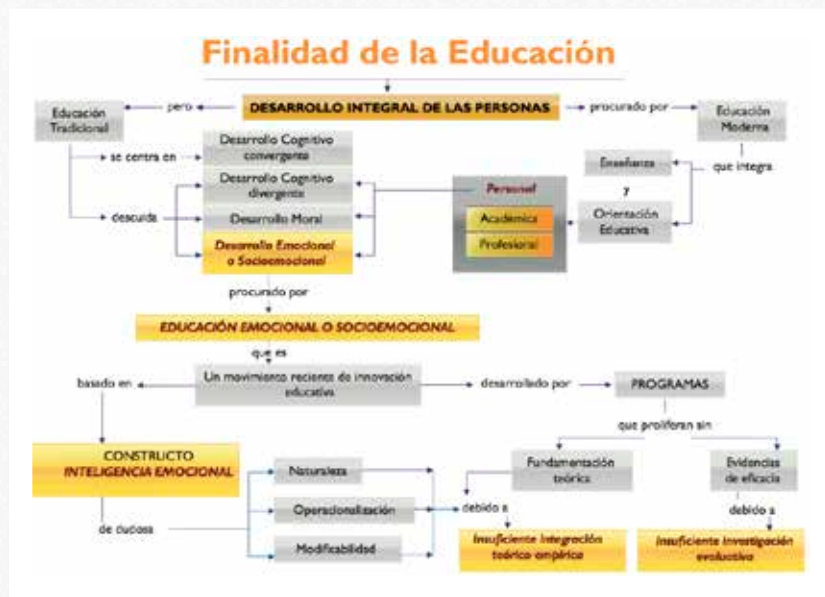 Finalidad de la Educación
DESARROLLO INTEGRAL DE LAS PERSONAS
pero
procurado por
Educación
Tradicional
Educación
Moderna
se centra en
descuida
Desarrollo Cognitivo
convergente
Desarrollo Cognitivo
divergente
Desarrollo Moral
Desarrollo Emocional
o Socioemocional
Personal
Académica
Profesional
que integra
Enseñanza
y
Orientación
Educativa
procurado por
EDUCACIÓN EMOCIONAL O SOCIOEMOCIONAL
que es
Un movimiento reciente de innovación
educativa
basado en
desarrollado por
PROGRAMAS
que proliferan sin
CONSTRUCTO
INTELIGENCIA EMOCIONAL
de dudosa
Naturaleza
Operacionalización
Modificabilidad
Fundamentación
teórica
Evidencias
de eficacia
debido a
debido a
Insuficiente integración
teórico empírica
Insuficiente investigación
evaluativa